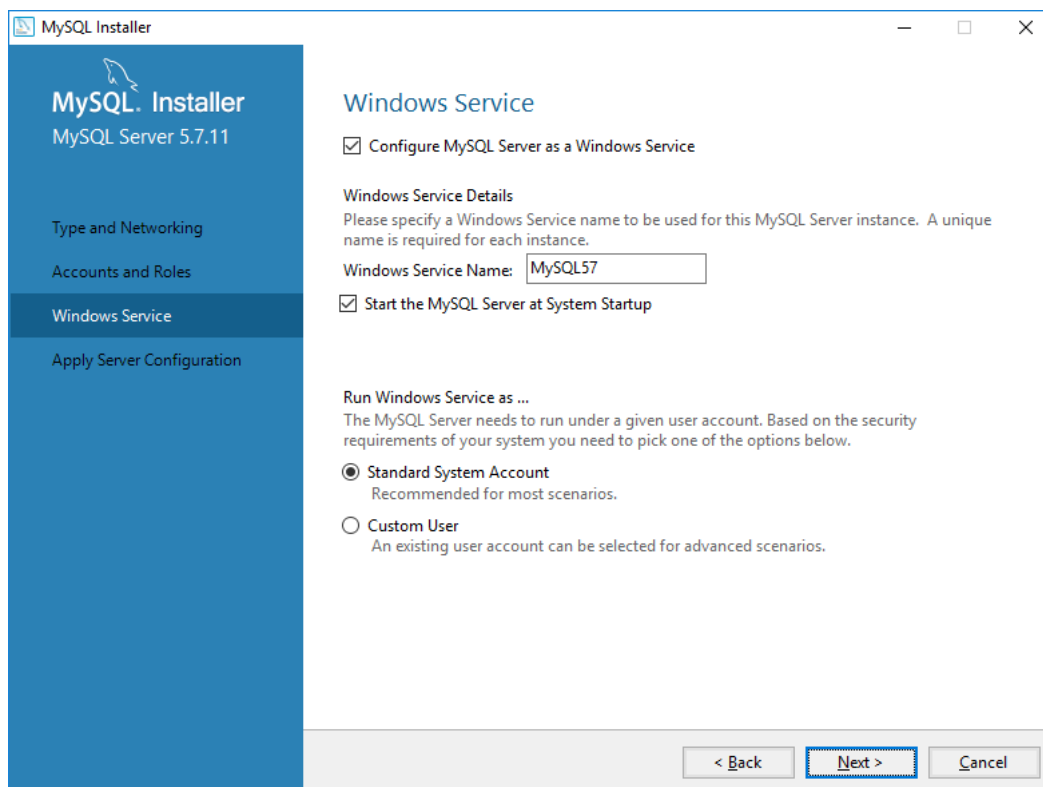 MySQL Installer
MySQL. Installer
MySQL Server 5.7.11
Type and Networking
Accounts and Roles
Windows Service
Apply Server Configuration
Windows Service
Configure MySQL Server as a Windows Service
Windows Service Details
Please specify a Windows Service name to be used for this MySQL Server instance. A unique
name is required for each instance.
Windows Service Name: MySQL57
Start the MySQL Server at System Startup
Run Windows Service as ...
The MySQL Server needs to run under a given user account. Based on the security
requirements of your system you need to pick one of the options below.
Standard System Account
Recommended for most scenarios.
Custom User
An existing user account can be selected for advanced scenarios.
< Back Next > Cancel